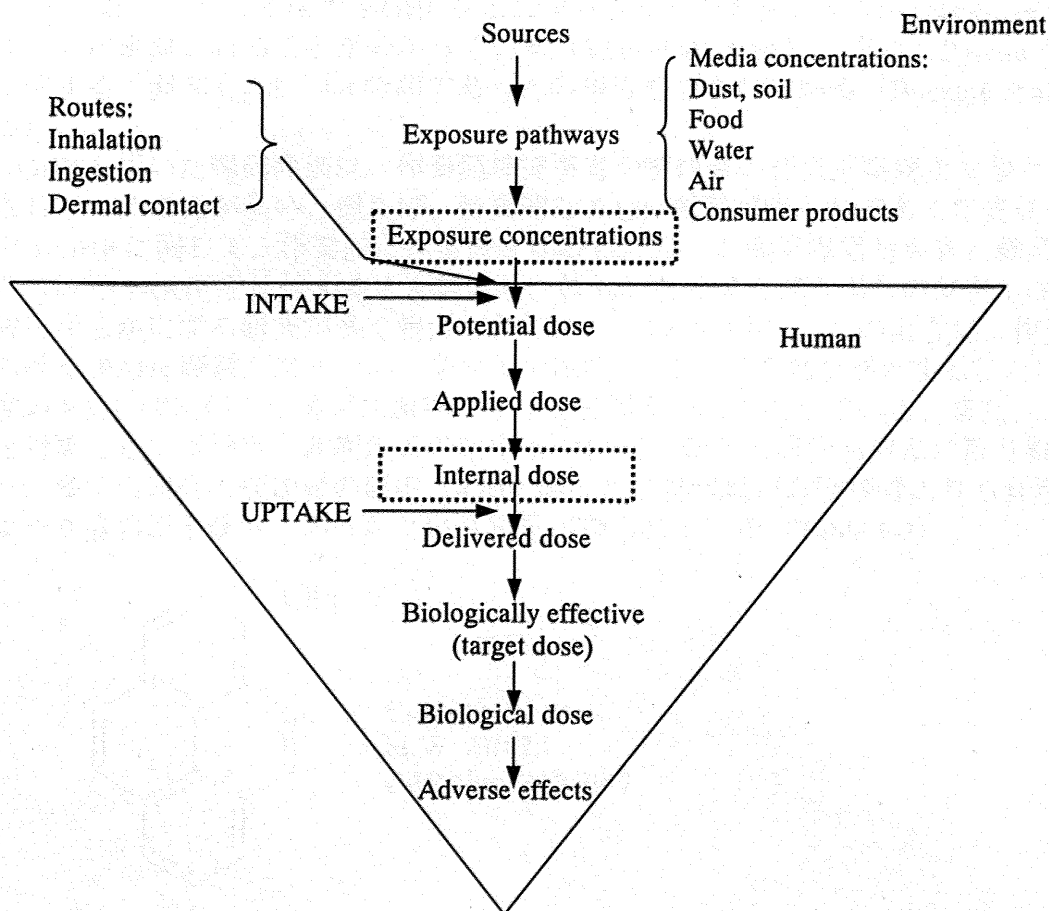 Environment
Sources
Media concentrations:
Dust, soil
Food
Water
Air
Consumer products
Routes:
Inhalation
Ingestion
Dermal contact
Exposure pathways
Exposure concentrations
INTAKE
Potential dose
Human
Applied dose
Internal dose
UPTAKE
Delivered dose
Biologically effective
(target dose)
Biological dose
Adverse effects